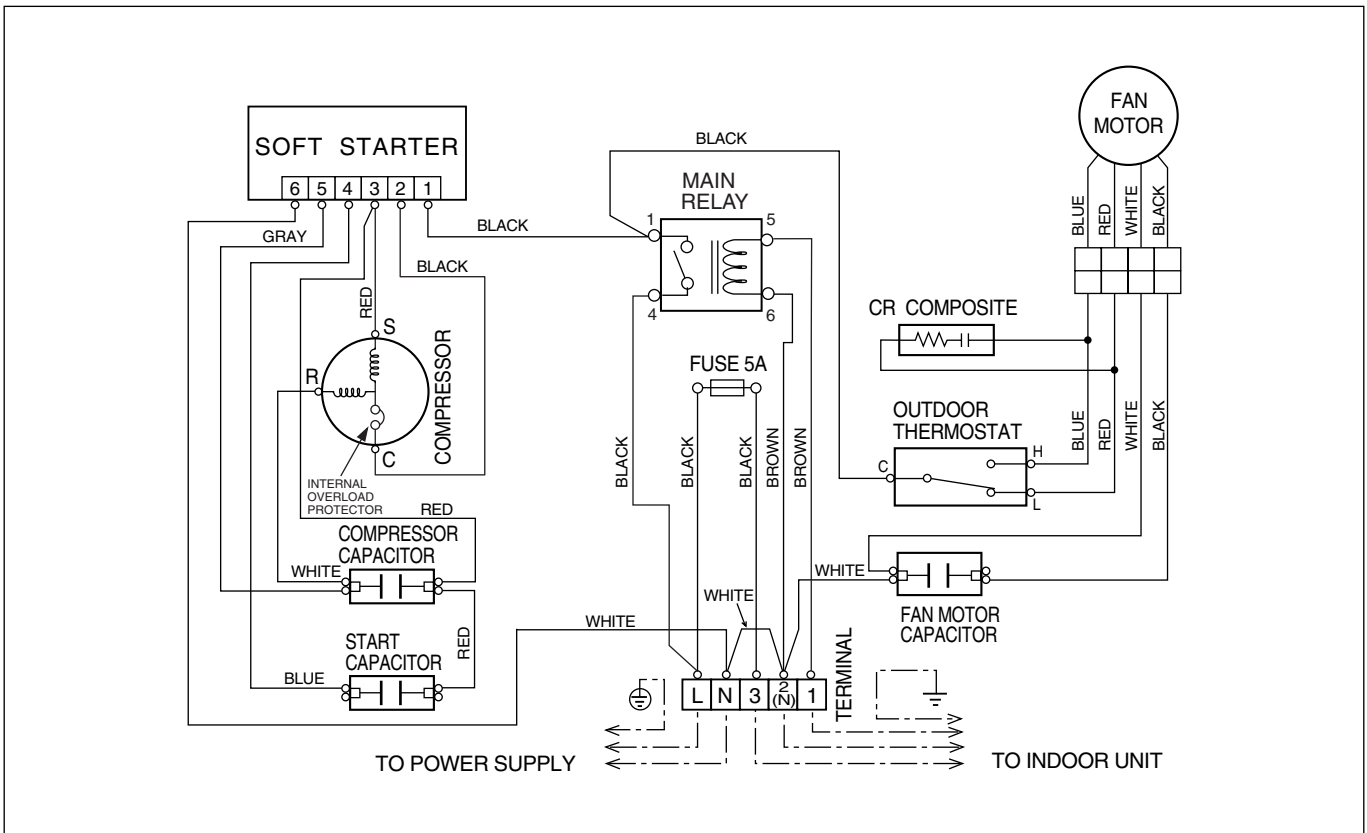 FAN
MOTOR
SOFT STARTER
6 5 4 3 2 1
BLACK
MAIN
RELAY
1
5
4
6
BLUE
RED
WHITE
BLACK
GRAY
BLACK
BLACK
RED
S
R
C
COMPRESSOR
INTERNAL
OVERLOAD
PROTECTOR
CR COMPOSITE
FUSE 5A
OUTDOOR
THERMOSTAT
C
H
L
BLUE
RED
WHITE
BLACK
BLACK
BLACK
BLACK
BROWN
BROWN
RED
COMPRESSOR
CAPACITOR
WHITE
RED
START
CAPACITOR
BLUE
WHITE
WHITE
WHITE
FAN MOTOR
CAPACITOR
L N 3 2 (N) 1
TERMINAL
TO POWER SUPPLY
TO INDOOR UNIT